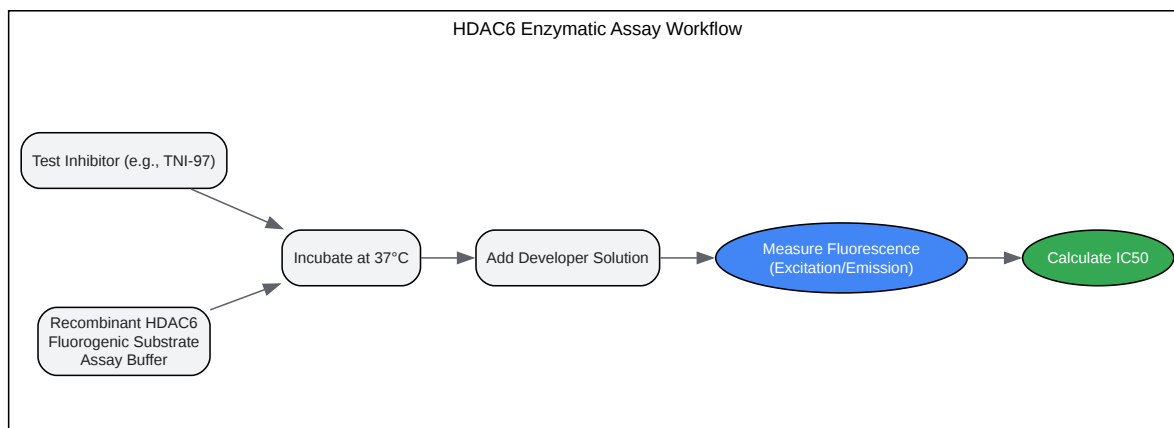 HDAC6 Enzymatic Assay Workflow
Test Inhibitor (e.g., TNI-97)
Recombinant HDAC6
Fluorogenic Substrate
Assay Buffer
Incubate at 37°C
Add Developer Solution
Measure Fluorescence
(Excitation/Emission)
Calculate IC50